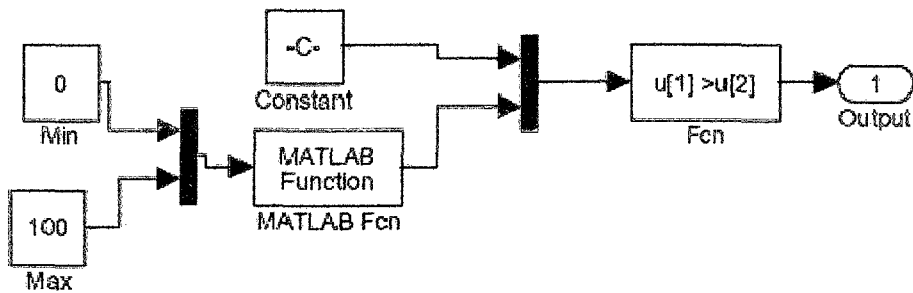 0
Min
100
Max
-C-
Constant
MATLAB
Function
MATLAB Fcn
u[1] >u[2]
Fcn
1
Output